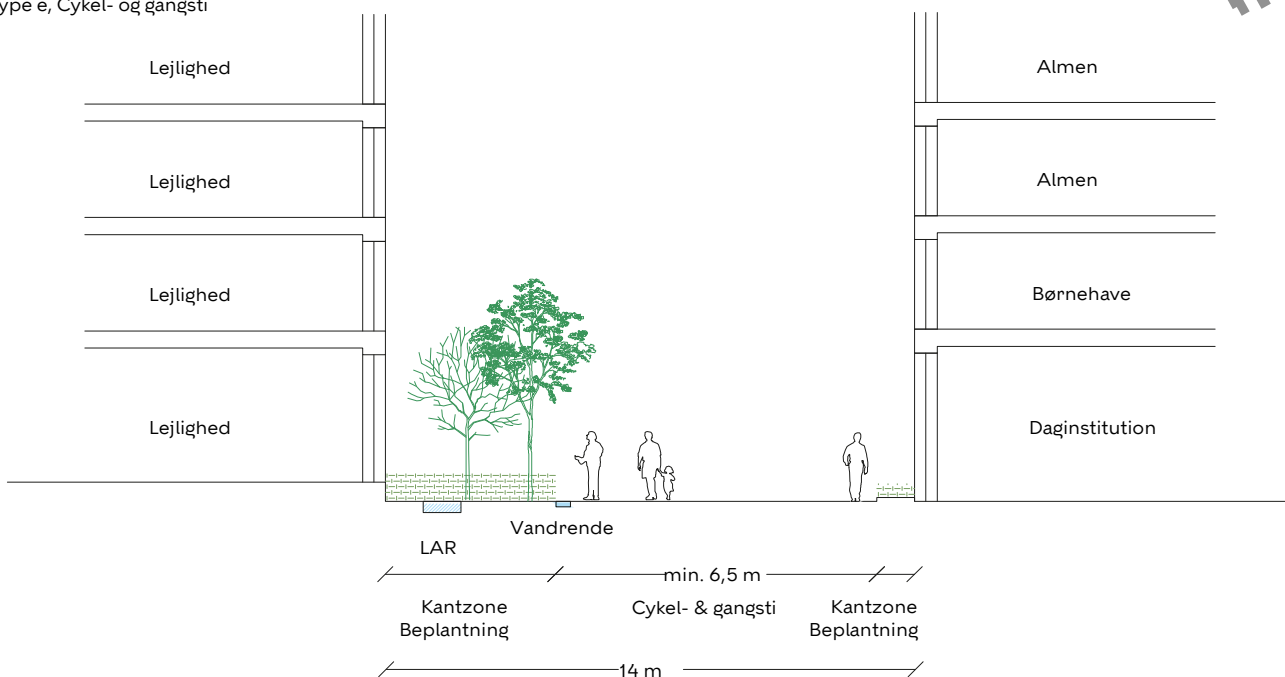 ype e, Cykel- og gangsti
Lejlighed
Almen
Lejlighed
Almen
Lejlighed
Børnehave
Lejlighed
Daginstitution
Vandrende
LAR
min. 6,5 m
Kantzone
Beplantning
Cykel- & gangsti
Kantzone
Beplantning
14 m